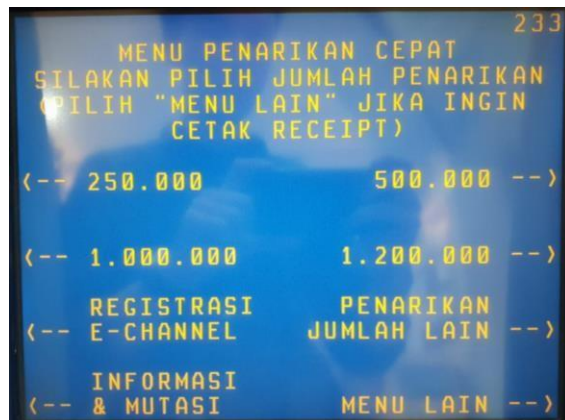 233
MENU PENARIKAN CEPAT
SILAKAN PILIH JUMLAH PENARIKAN
(PILIH "MENU LAIN" JIKA INGIN
CETAK RECEIPT)
<-- 250.000 500.000 -->
<-- 1.000.000 1.200.000 -->
REGISTRASI PENARIKAN
<-- E-CHANNEL JUMLAH LAIN -->
INFORMASI
<-- & MUTASI MENU LAIN -->